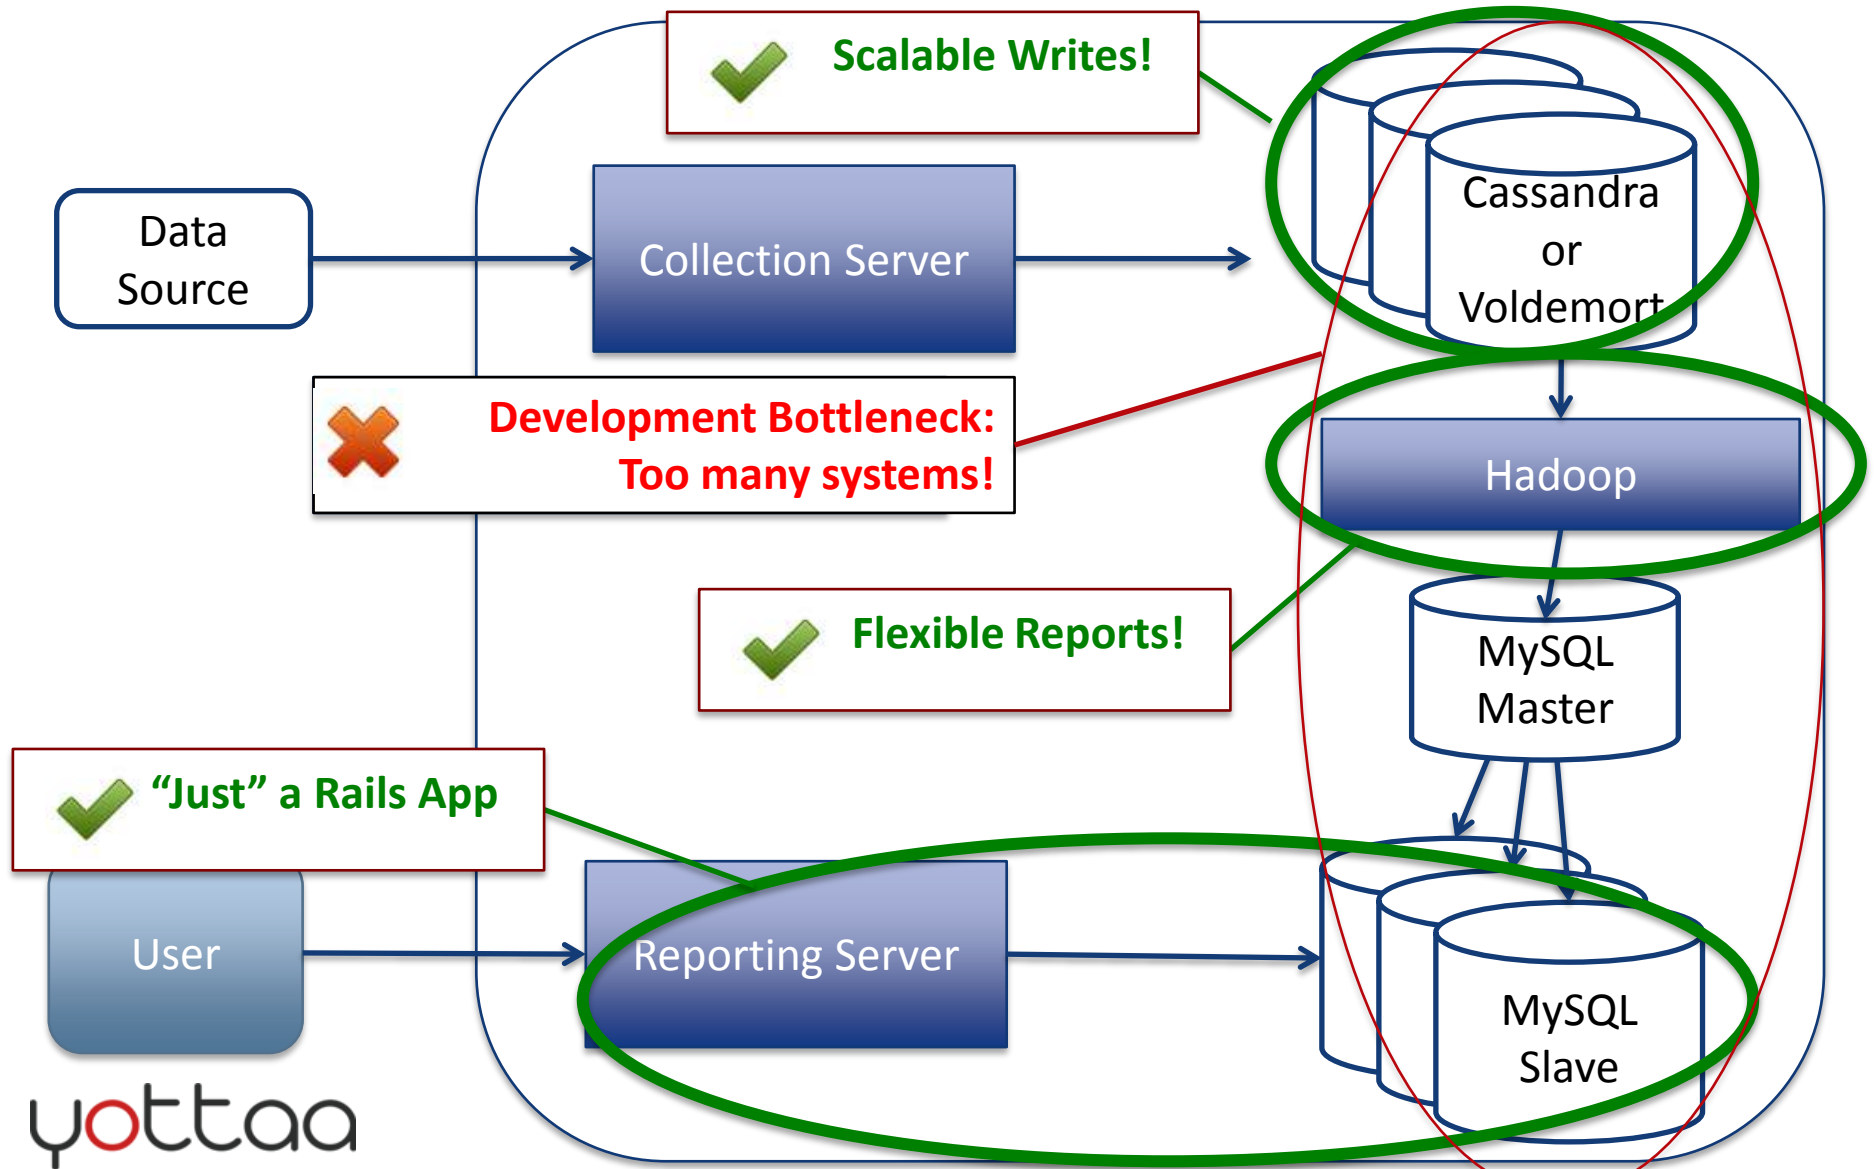 Scalable Writes!
Data
Source
Collection Server
Cassandra
or
Voldemort
Development Bottleneck:
Too many systems!
Hadoop
Flexible Reports!
MySQL
Master
“Just” a Rails App
User
Reporting Server
MySQL
Slave
yottaa